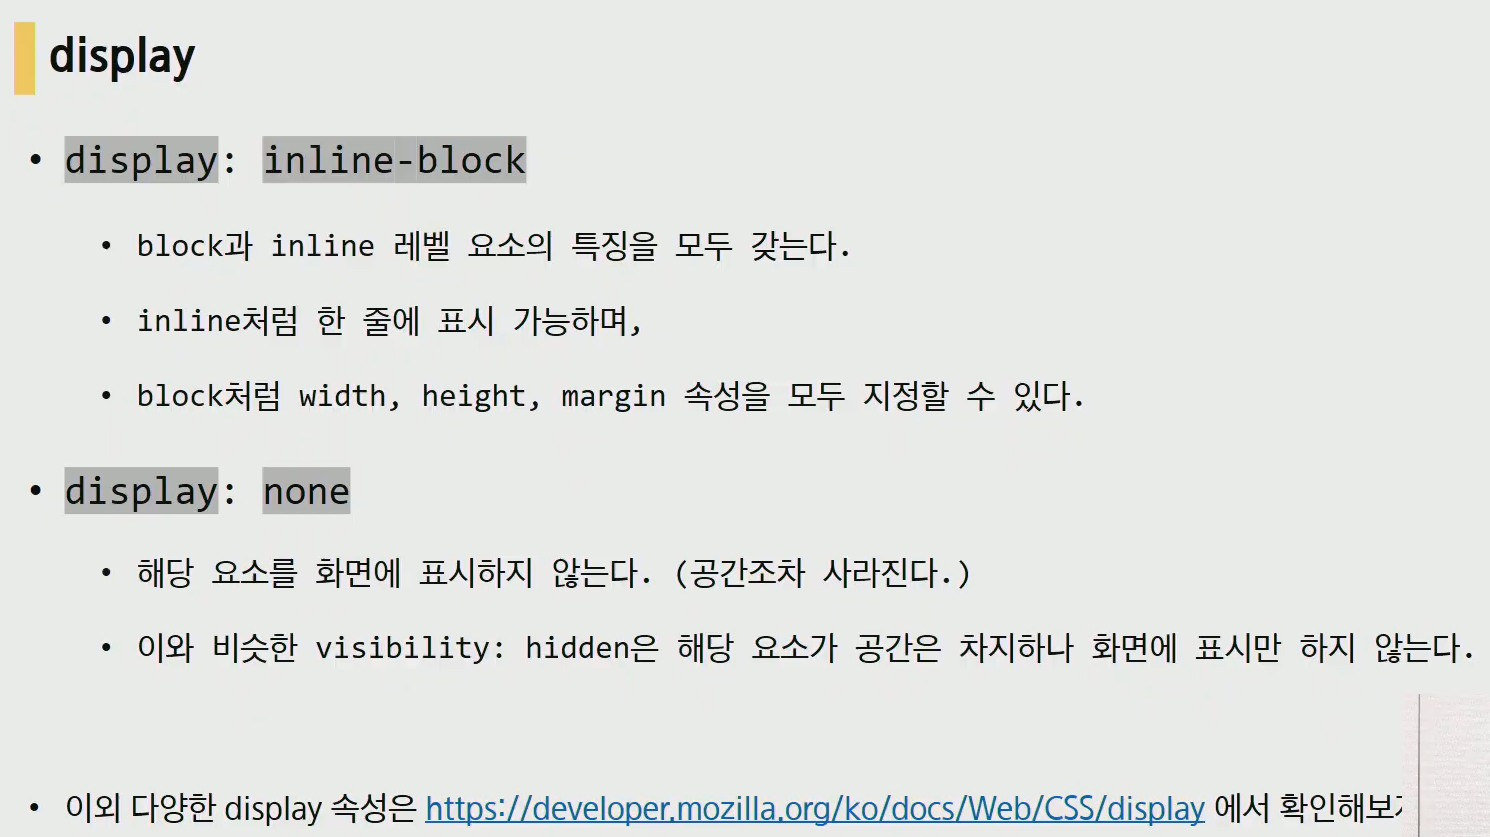 display
• display: inline-block
• block과 inline 레벨 요소의 특징을 모두 갖는다.
• inline처럼 한 줄에 표시 가능하며,
• block처럼 width, height, margin 속성을 모두 지정할 수 있다.
• display: none
• 해당 요소를 화면에 표시하지 않는다. (공간조차 사라진다.)
• 이와 비슷한 visibility: hidden은 해당 요소가 공간은 차지하나 화면에 표시만 하지 않는다.
• 이외 다양한 display 속성은 https://developer.mozilla.org/ko/docs/Web/CSS/display 에서